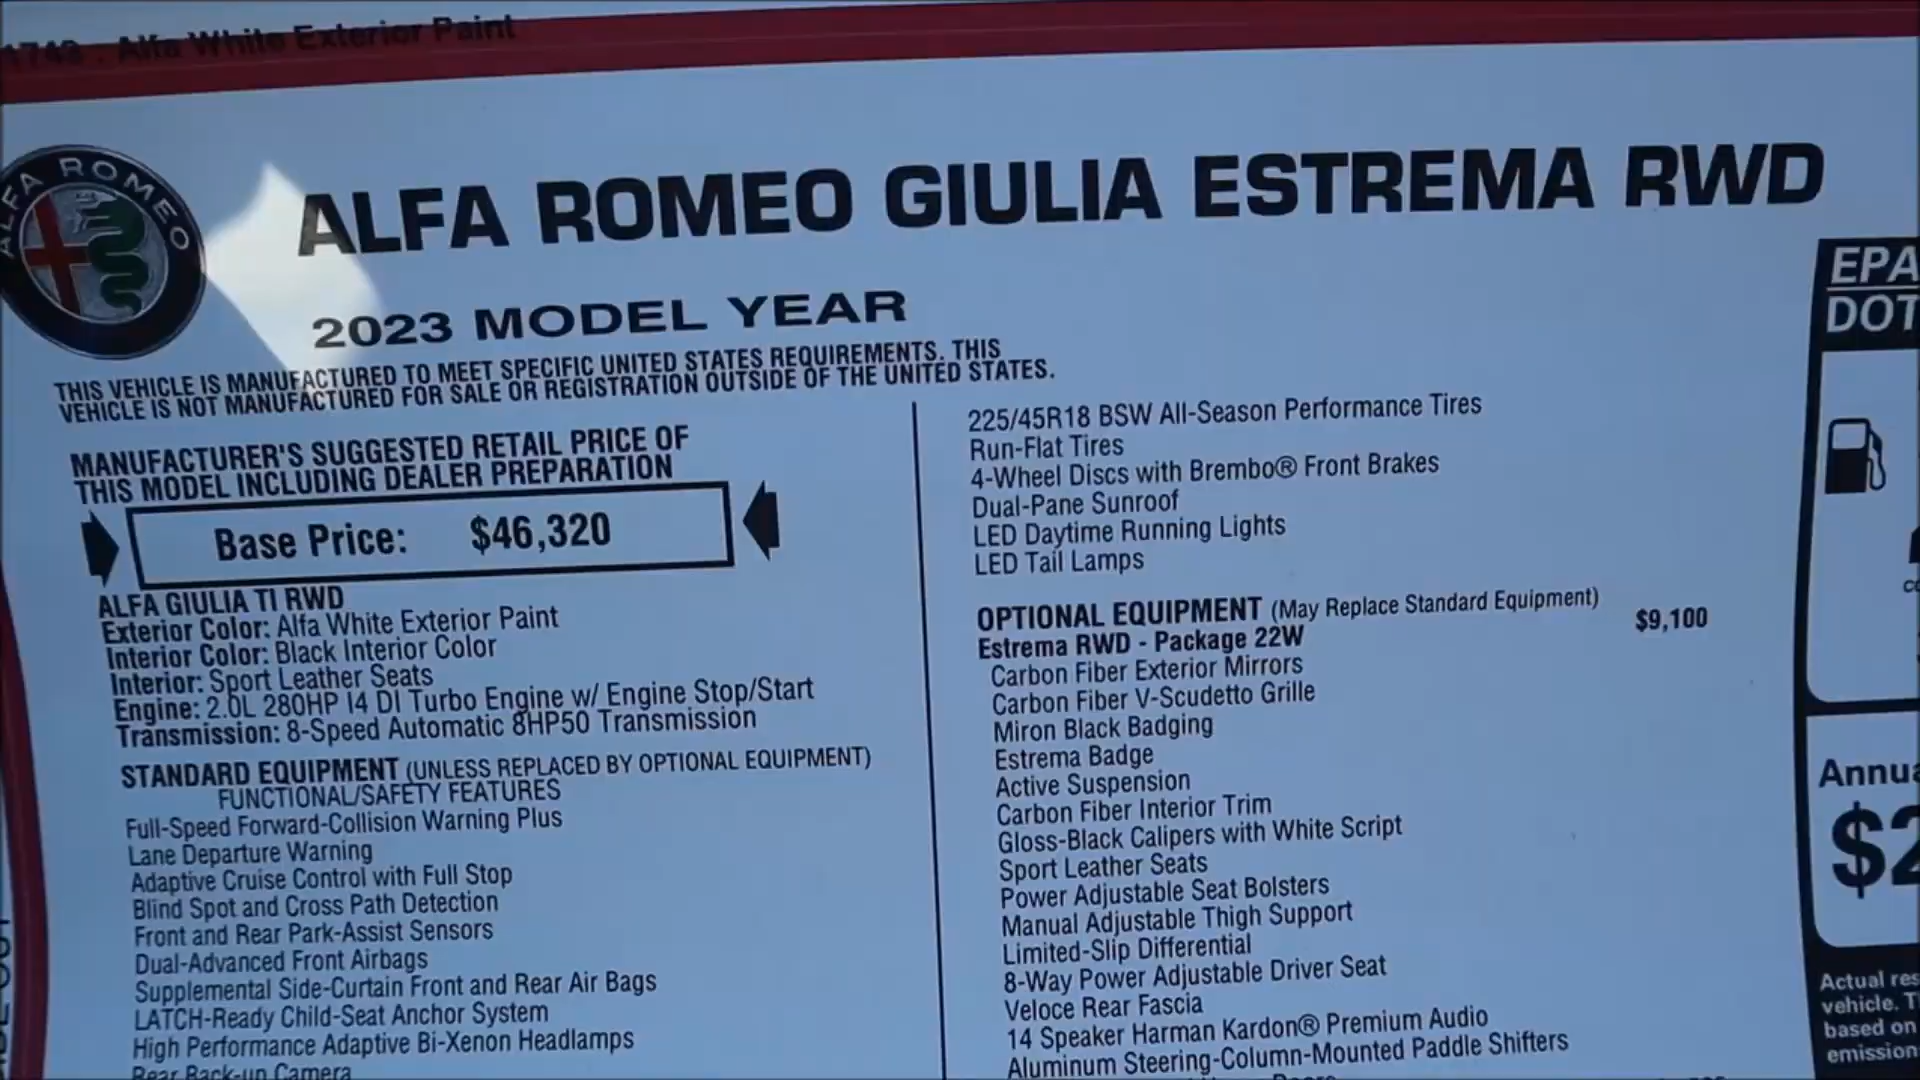 1743 . Alfa White Exterior Paint
ALFA ROMEO
ALFA ROMEO GIULIA ESTREMA RWD
2023 MODEL YEAR
THIS VEHICLE IS MANUFACTURED TO MEET SPECIFIC UNITED STATES REQUIREMENTS. THIS
VEHICLE IS NOT MANUFACTURED FOR SALE OR REGISTRATION OUTSIDE OF THE UNITED STATES.
MANUFACTURER'S SUGGESTED RETAIL PRICE OF
THIS MODEL INCLUDING DEALER PREPARATION
Base Price: $46,320
ALFA GIULIA TI RWD
Exterior Color: Alfa White Exterior Paint
Interior Color: Black Interior Color
Interior: Sport Leather Seats
Engine: 2.0L 280HP I4 DI Turbo Engine w/ Engine Stop/Start
Transmission: 8-Speed Automatic 8HP50 Transmission
STANDARD EQUIPMENT (UNLESS REPLACED BY OPTIONAL EQUIPMENT)
FUNCTIONAL/SAFETY FEATURES
Full-Speed Forward-Collision Warning Plus
Lane Departure Warning
Adaptive Cruise Control with Full Stop
Blind Spot and Cross Path Detection
Front and Rear Park-Assist Sensors
Dual-Advanced Front Airbags
Supplemental Side-Curtain Front and Rear Air Bags
LATCH-Ready Child-Seat Anchor System
High Performance Adaptive Bi-Xenon Headlamps
Rear Back-up Camera
225/45R18 BSW All-Season Performance Tires
Run-Flat Tires
4-Wheel Discs with Brembo® Front Brakes
Dual-Pane Sunroof
LED Daytime Running Lights
LED Tail Lamps
OPTIONAL EQUIPMENT (May Replace Standard Equipment)
Estrema RWD - Package 22W $9,100
Carbon Fiber Exterior Mirrors
Carbon Fiber V-Scudetto Grille
Miron Black Badging
Estrema Badge
Active Suspension
Carbon Fiber Interior Trim
Gloss-Black Calipers with White Script
Sport Leather Seats
Power Adjustable Seat Bolsters
Manual Adjustable Thigh Support
Limited-Slip Differential
8-Way Power Adjustable Driver Seat
Veloce Rear Fascia
14 Speaker Harman Kardon® Premium Audio
Aluminum Steering-Column-Mounted Paddle Shifters
EPA
DOT
Annua
$2
Actual res
vehicle. T
based on
emission